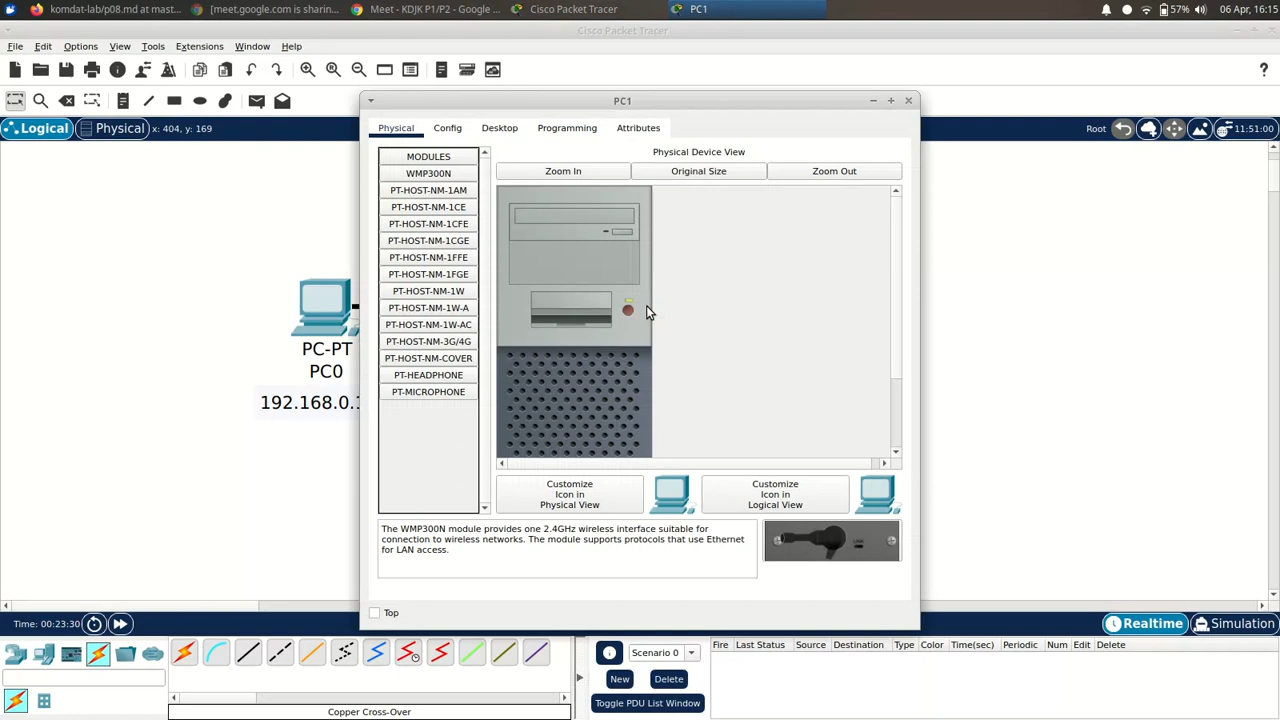 komdat-lab/p08.md at mast...
[meet.google.com is sharin...
Meet - KDJK P1/P2 - Google ...
Cisco Packet Tracer
PC1
57%
06 Apr, 16:15
Cisco Packet Tracer
File Edit Options View Tools Extensions Window Help
?
PC1
Logical
Physical
x: 404, y: 169
Root
11:51:00
Physical Config Desktop Programming Attributes
MODULES
WMP300N
PT-HOST-NM-1AM
PT-HOST-NM-1CE
PT-HOST-NM-1CFE
PT-HOST-NM-1CGE
PT-HOST-NM-1FFE
PT-HOST-NM-1FGE
PT-HOST-NM-1W
PT-HOST-NM-1W-A
PT-HOST-NM-1W-AC
PT-HOST-NM-3G/4G
PT-HOST-NM-COVER
PT-HEADPHONE
PT-MICROPHONE
Physical Device View
Zoom In
Original Size
Zoom Out
PC-PT
PC0
192.168.0.1
Customize
Icon in
Physical View
Customize
Icon in
Logical View
The WMP300N module provides one 2.4GHz wireless interface suitable for
connection to wireless networks. The module supports protocols that use Ethernet
for LAN access.
Top
Time: 00:23:30
Realtime
Simulation
Scenario 0
New
Delete
Toggle PDU List Window
Fire Last Status Source Destination Type Color Time(sec) Periodic Num Edit Delete
Copper Cross-Over